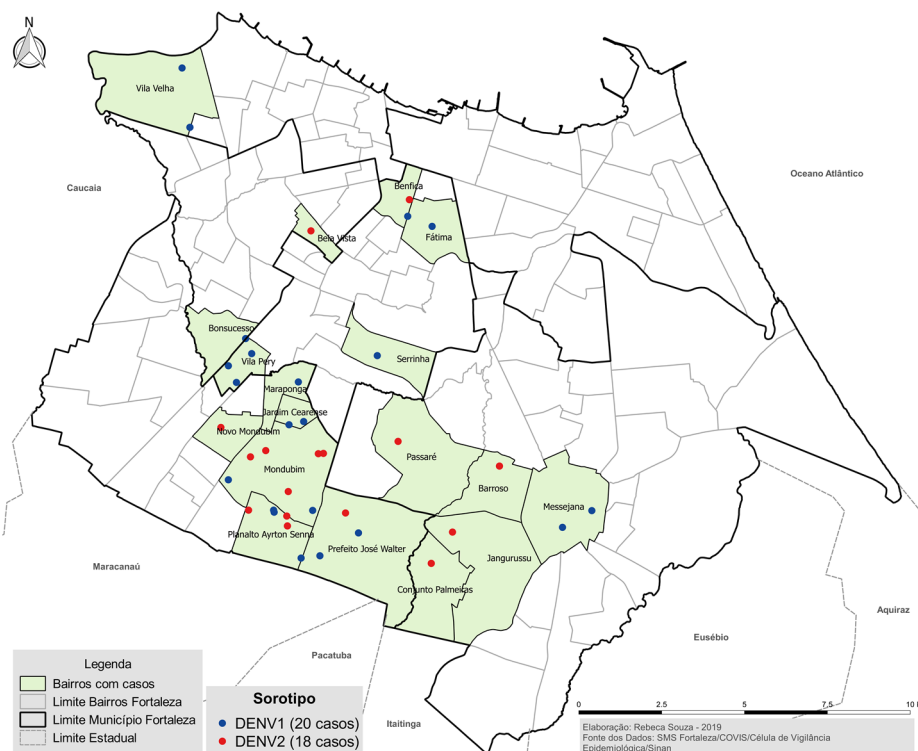 N
Vila Velha
Caucaia
Oceano Atlântico
Benfica
Bela Vista
Fátima
Bonsucesso
Vila Pery
Serrinha
Maraponga
Jardim Cearense
Novo Mondubim
Passaré
Mondubim
Barroso
Messejana
Planalto Ayrton Senna
Prefeito José Walter
Jangurussu
Maracanaú
Conjunto Palmeiras
Aquiraz
Eusébio
Pacatuba
Itaitinga
Legenda
Bairros com casos
Limite Bairros Fortaleza
Limite Município Fortaleza
Limite Estadual
Sorotipo
DENV1 (20 casos)
DENV2 (18 casos)
0 2.5 5 7.5 10
Elaboração: Rebeca Souza - 2019
Fonte dos Dados: SMS Fortaleza/COVIS/Célula de Vigilância
Epidemiológica/Sinan